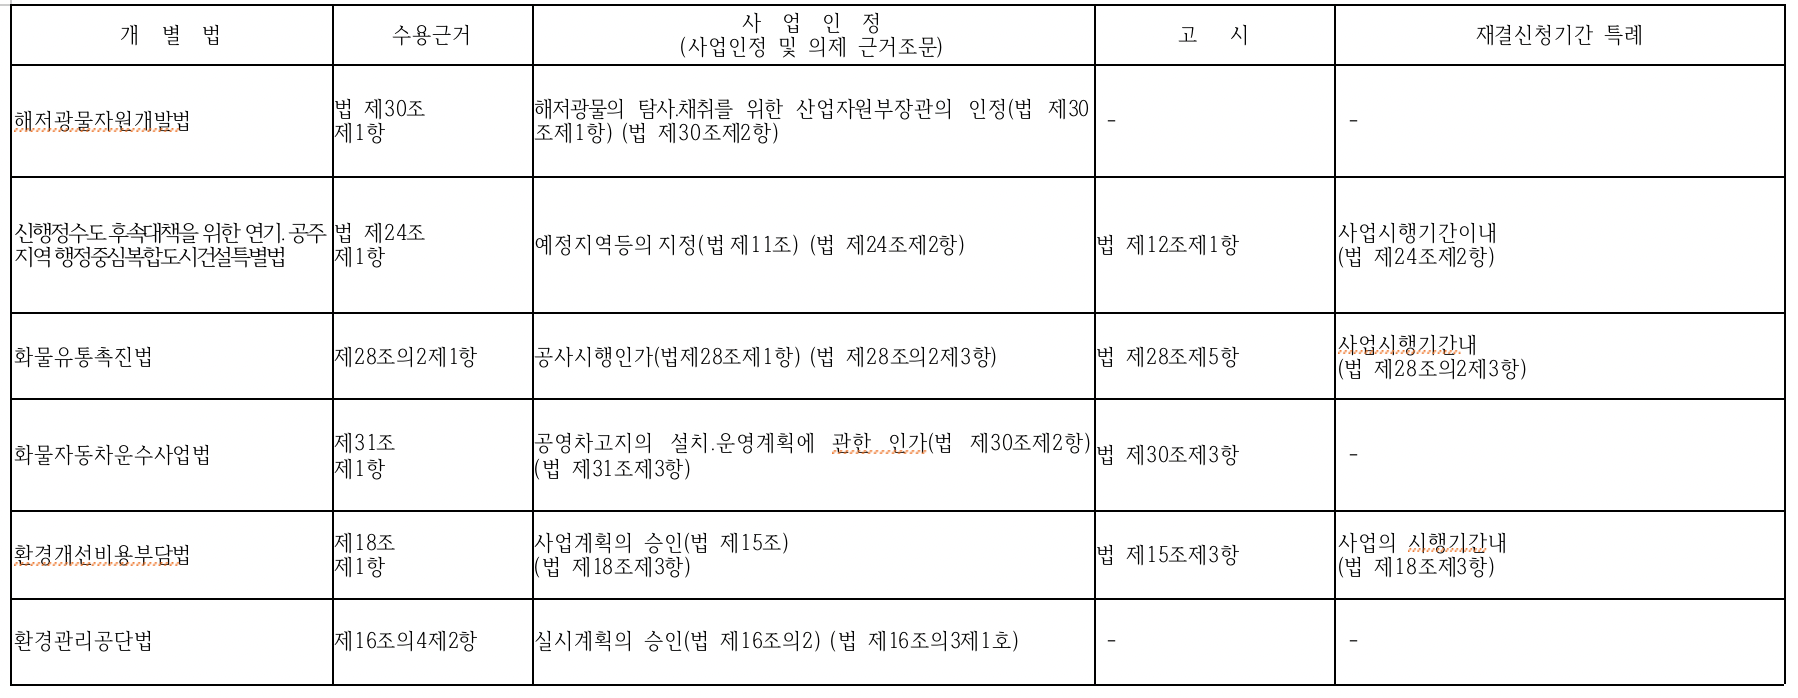 개 별 법
수용근거
사 업 인 정
(사업인정 및 의제 근거조문)
고 시
재결신청기간 특례
해저광물자원개발법
법 제30조
제1항
해저광물의 탐사.채취를 위한 산업자원부장관의 인정(법 제30
조제1항) (법 제30조제2항)
-
-
신행정수도 후속대책을 위한 연기. 공주
지역 행정중심복합도시건설특별법
법 제24조
제1항
예정지역등의 지정(법 제11조) (법 제24조제2항)
법 제12조제1항
사업시행기간이내
(법 제24조제2항)
화물유통촉진법
제28조의2제1항
공사시행인가(법제28조제1항) (법 제28조의2제3항)
법 제28조제5항
사업시행기간내
(법 제28조의2제3항)
화물자동차운수사업법
제31조
제1항
공영차고지의 설치.운영계획에 관한 인가(법 제30조제2항)
(법 제31조제3항)
법 제30조제3항
-
환경개선비용부담법
제18조
제1항
사업계획의 승인(법 제15조)
(법 제18조제3항)
법 제15조제3항
사업의 시행기간내
(법 제18조제3항)
환경관리공단법
제16조의4제2항
실시계획의 승인(법 제16조의2) (법 제16조의3제1호)
-
-